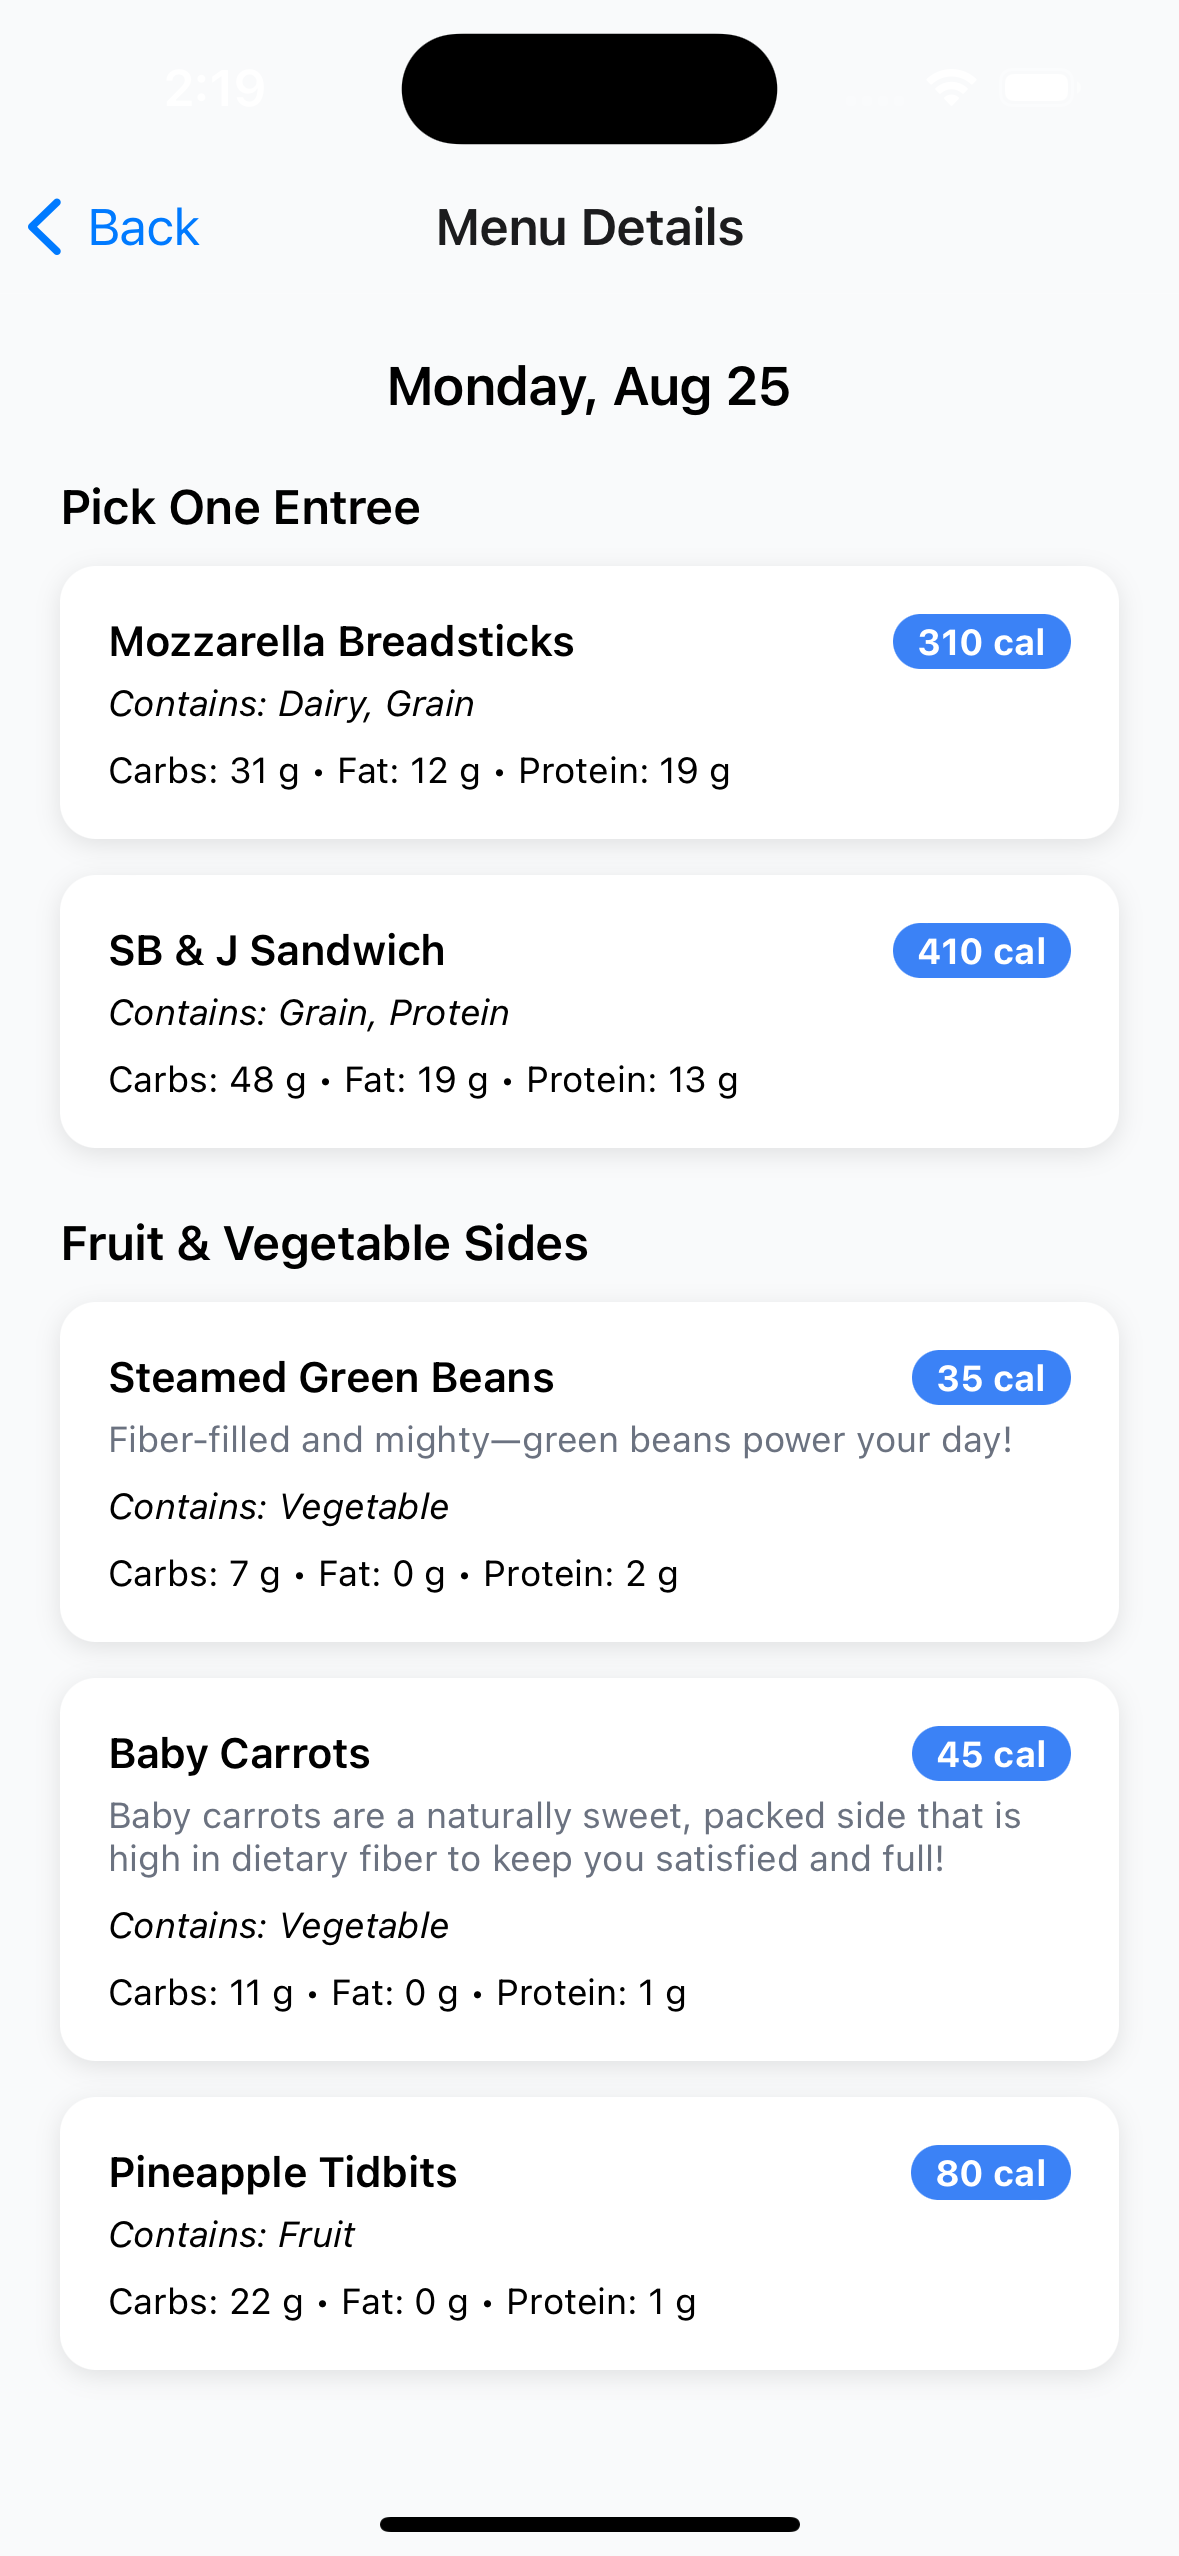 2:19
Back
Menu Details
Monday, Aug 25
Pick One Entree
Mozzarella Breadsticks
310 cal
Contains: Dairy, Grain
Carbs: 31 g • Fat: 12 g • Protein: 19 g
SB & J Sandwich
410 cal
Contains: Grain, Protein
Carbs: 48 g • Fat: 19 g • Protein: 13 g
Fruit & Vegetable Sides
Steamed Green Beans
35 cal
Fiber-filled and mighty—green beans power your day!
Contains: Vegetable
Carbs: 7 g • Fat: 0 g • Protein: 2 g
Baby Carrots
45 cal
Baby carrots are a naturally sweet, packed side that is
high in dietary fiber to keep you satisfied and full!
Contains: Vegetable
Carbs: 11 g • Fat: 0 g • Protein: 1 g
Pineapple Tidbits
80 cal
Contains: Fruit
Carbs: 22 g • Fat: 0 g • Protein: 1 g